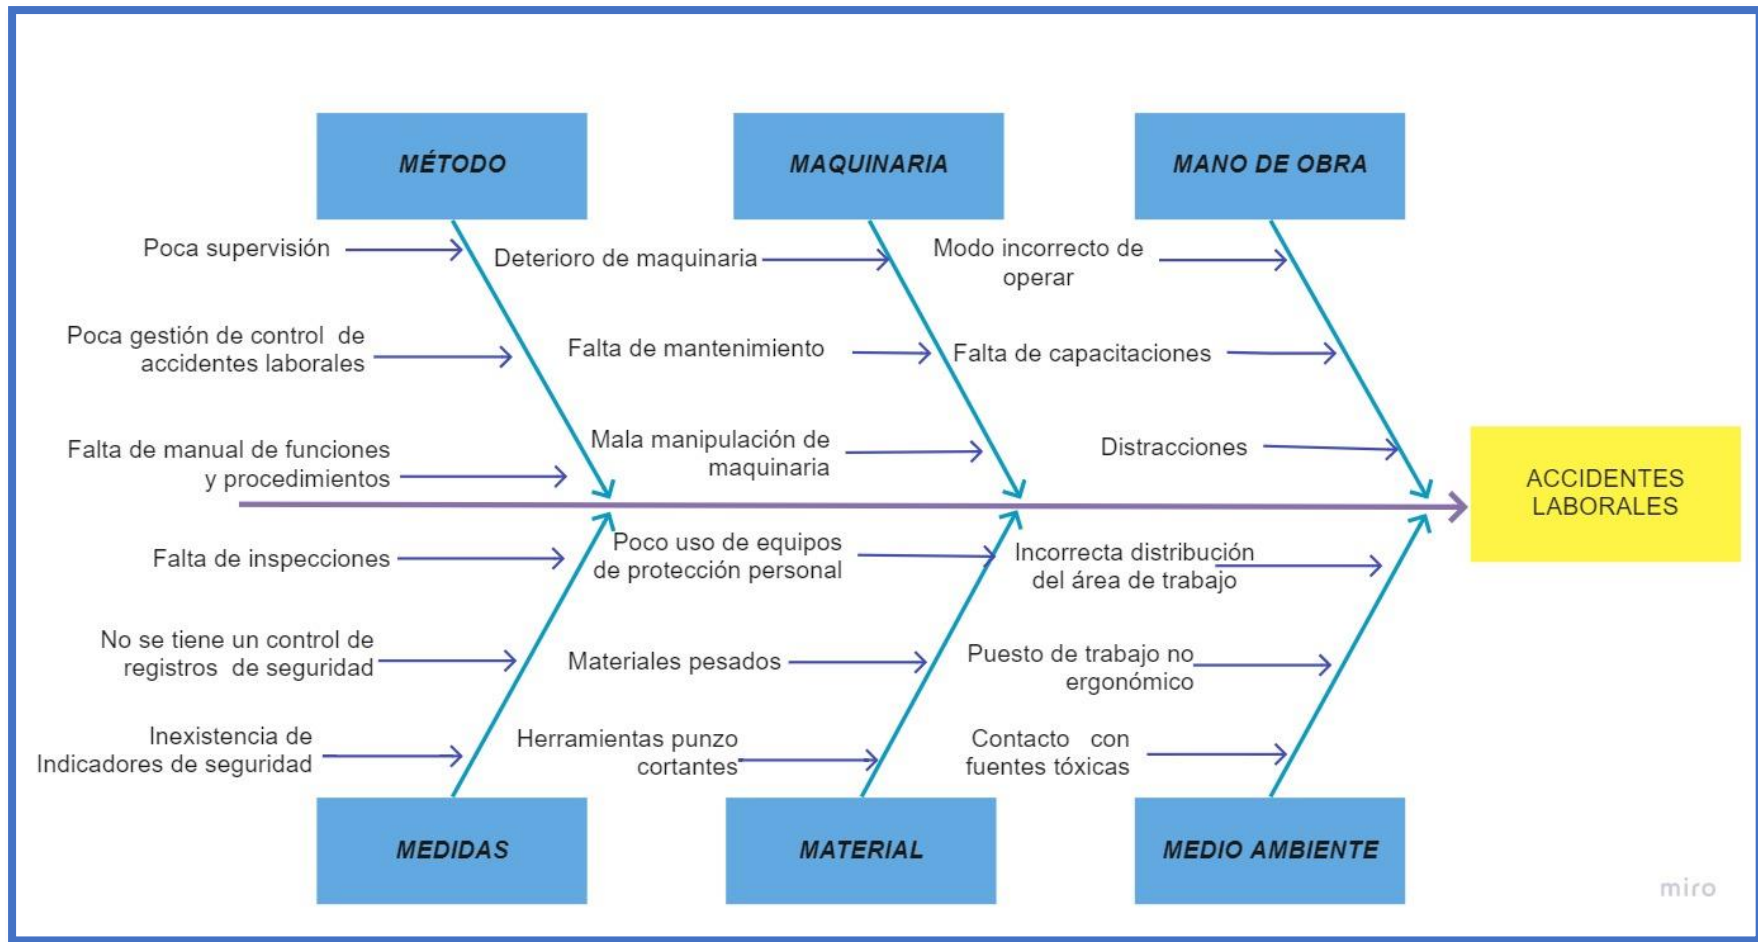 MÉTODO
MAQUINARIA
MANO DE OBRA
Poca supervisión
Deterioro de maquinaria
Modo incorrecto de
operar
Poca gestión de control de
accidentes laborales
Falta de mantenimiento
Falta de capacitaciones
Falta de manual de funciones
y procedimientos
Mala manipulación de
maquinaria
Distracciones
ACCIDENTES
LABORALES
Falta de inspecciones
Poco uso de equipos
de protección personal
Incorrecta distribución
del área de trabajo
No se tiene un control de
registros de seguridad
Materiales pesados
Puesto de trabajo no
ergonómico
Inexistencia de
Indicadores de seguridad
Herramientas punzo
cortantes
Contacto con
fuentes tóxicas
MEDIDAS
MATERIAL
MEDIO AMBIENTE
miro